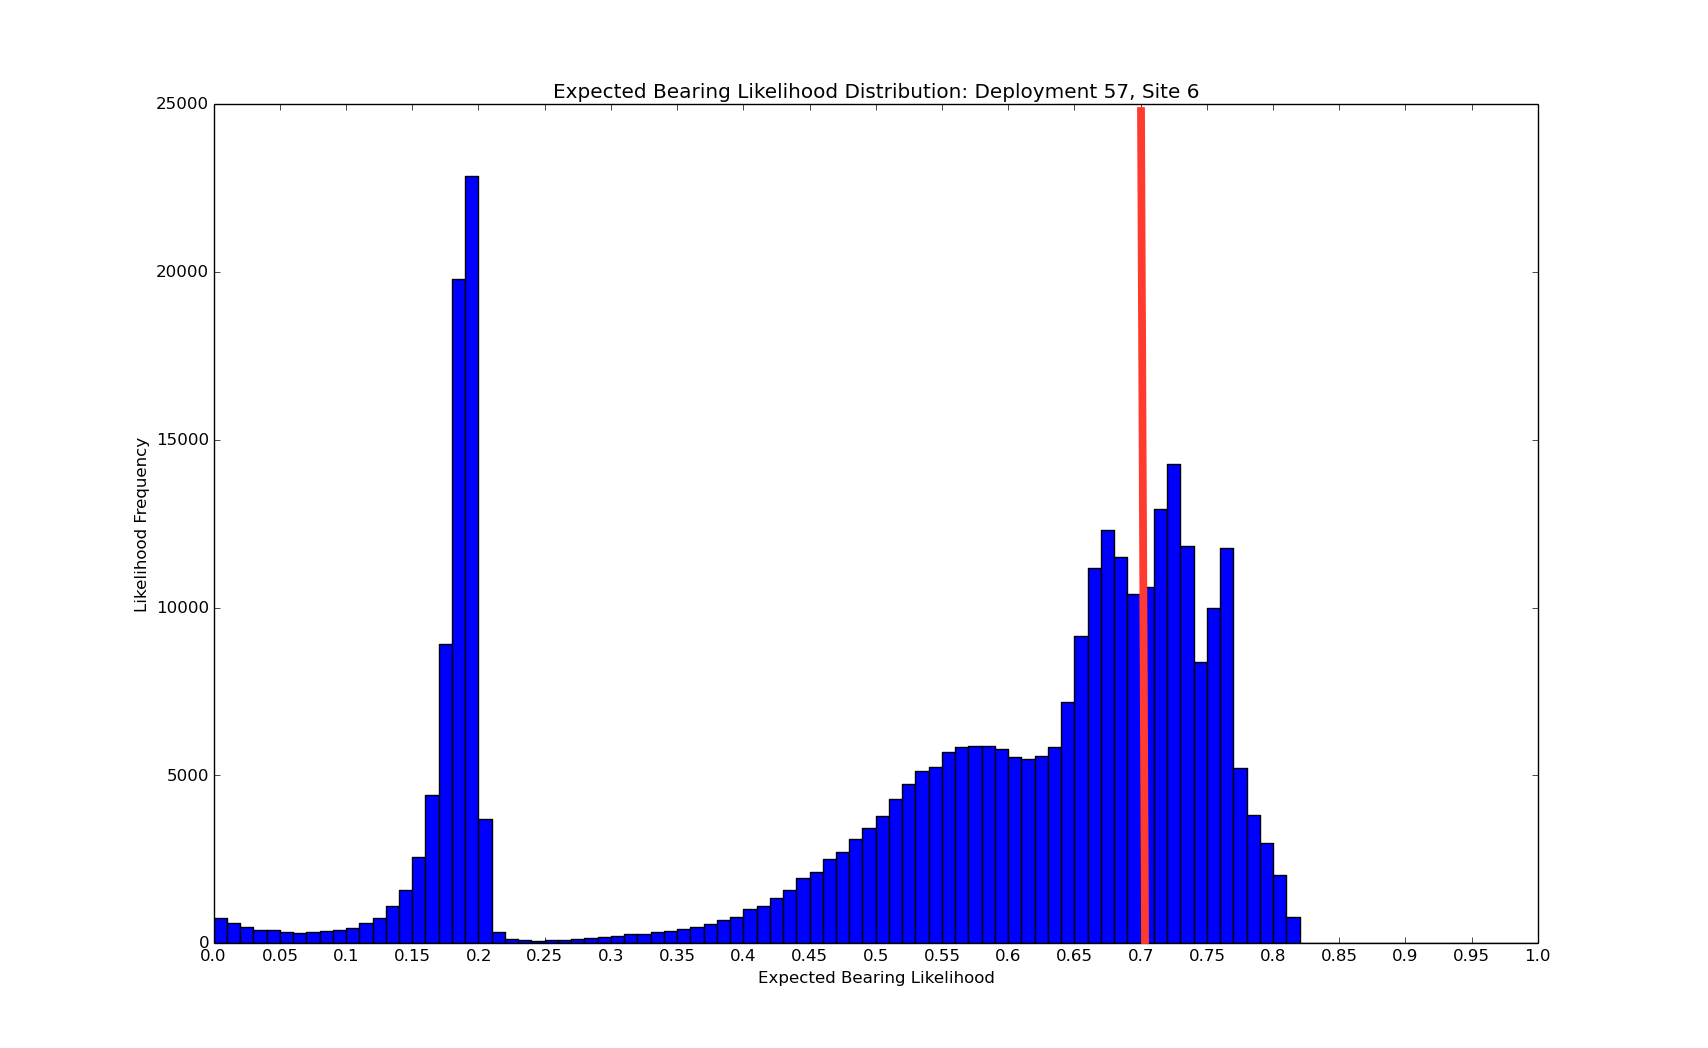 Expected Bearing Likelihood Distribution: Deployment 57, Site 6
25000
20000
15000
10000
5000
0
Likelihood Frequency
0.0 0.05 0.1 0.15 0.2 0.25 0.3 0.35 0.4 0.45 0.5 0.55 0.6 0.65 0.7 0.75 0.8 0.85 0.9 0.95 1.0
Expected Bearing Likelihood